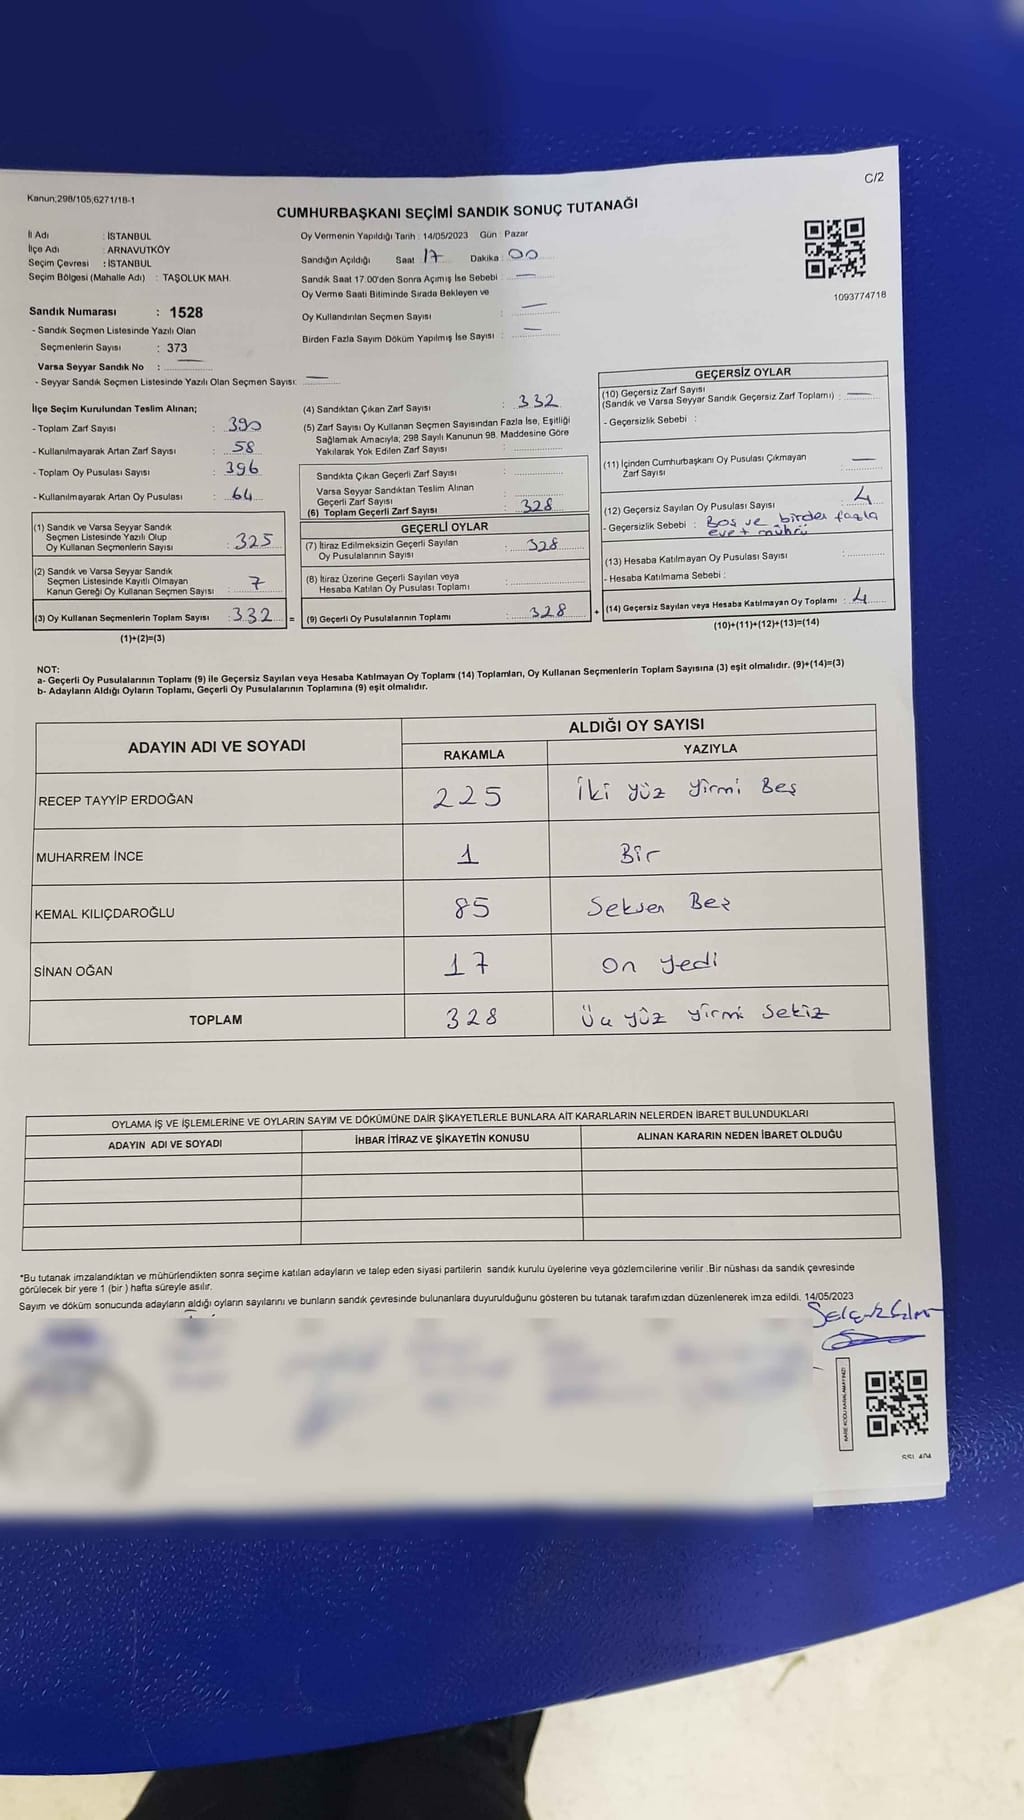 C/2
Kanun;298/105;6271/18-1
CUMHURBAŞKANI SEÇİMİ SANDIK SONUÇ TUTANAĞI
İl Adı : İSTANBUL
İlçe Adı : ARNAVUTKÖY
Seçim Çevresi : İSTANBUL
Seçim Bölgesi (Mahalle Adı) : TAŞOLUK MAH.
Oy Vermenin Yapıldığı Tarih : 14/05/2023 Gün : Pazar
Sandığın Açıldığı Saat 17 Dakika : 00
Sandık Saat 17.00'den Sonra Açımış İse Sebebi : —
Oy Verme Saati Bitiminde Sırada Bekleyen ve
Oy Kullandırılan Seçmen Sayısı : —
Birden Fazla Sayım Döküm Yapılmış İse Sayısı : —
1093774718
Sandık Numarası : 1528
- Sandık Seçmen Listesinde Yazılı Olan
Seçmenlerin Sayısı : 373
Varsa Seyyar Sandık No : —
- Seyyar Sandık Seçmen Listesinde Yazılı Olan Seçmen Sayısı: —
İlçe Seçim Kurulundan Teslim Alınan;
- Toplam Zarf Sayısı : 390
- Kullanılmayarak Artan Zarf Sayısı : 58
- Toplam Oy Pusulası Sayısı : 396
- Kullanılmayarak Artan Oy Pusulası : 64
(1) Sandık ve Varsa Seyyar Sandık
Seçmen Listesinde Yazılı Olup
Oy Kullanan Seçmenlerin Sayısı : 325
(2) Sandık ve Varsa Seyyar Sandık
Seçmen Listesinde Kayıtlı Olmayan
Kanun Gereği Oy Kullanan Seçmen Sayısı : 7
(3) Oy Kullanan Seçmenlerin Toplam Sayısı : 332 =
(1)+(2)=(3)
(4) Sandıktan Çıkan Zarf Sayısı : 332
(5) Zarf Sayısı Oy Kullanan Seçmen Sayısından Fazla İse, Eşitliği
Sağlamak Amacıyla; 298 Sayılı Kanunun 98. Maddesine Göre
Yakılarak Yok Edilen Zarf Sayısı :
Sandıkta Çıkan Geçerli Zarf Sayısı :
Varsa Seyyar Sandıktan Teslim Alınan
Geçerli Zarf Sayısı :
(6) Toplam Geçerli Zarf Sayısı : 328
GEÇERLİ OYLAR
(7) İtiraz Edilmeksizin Geçerli Sayılan
Oy Pusulalarının Sayısı : 328
(8) İtiraz Üzerine Geçerli Sayılan veya
Hesaba Katılan Oy Pusulası Toplamı :
(9) Geçerli Oy Pusulalarının Toplamı : 328 +
GEÇERSİZ OYLAR
(10) Geçersiz Zarf Sayısı
(Sandık ve Varsa Seyyar Sandık Geçersiz Zarf Toplamı) : —
- Geçersizlik Sebebi :
(11) İçinden Cumhurbaşkanı Oy Pusulası Çıkmayan
Zarf Sayısı : —
(12) Geçersiz Sayılan Oy Pusulası Sayısı : 4
- Geçersizlik Sebebi : Boş ve birden fazla
evet mührü
(13) Hesaba Katılmayan Oy Pusulası Sayısı :
- Hesaba Katılmama Sebebi :
(14) Geçersiz Sayılan veya Hesaba Katılmayan Oy Toplamı : 4
(10)+(11)+(12)+(13)=(14)
NOT:
a- Geçerli Oy Pusulalarının Toplamı (9) ile Geçersiz Sayılan veya Hesaba Katılmayan Oy Toplamı (14) Toplamları, Oy Kullanan Seçmenlerin Toplam Sayısına (3) eşit olmalıdır. (9)+(14)=(3)
b- Adayların Aldığı Oyların Toplamı, Geçerli Oy Pusulalarının Toplamına (9) eşit olmalıdır.
ADAYIN ADI VE SOYADI
ALDIĞI OY SAYISI
RAKAMLA YAZIYLA
RECEP TAYYİP ERDOĞAN 225 İki yüz yirmi Beş
MUHARREM İNCE 1 Bir
KEMAL KILIÇDAROĞLU 85 Seksen Beş
SİNAN OĞAN 17 On yedi
TOPLAM 328 Üç yüz yirmi sekiz
OYLAMA İŞ VE İŞLEMLERİNE VE OYLARIN SAYIM VE DÖKÜMÜNE DAİR ŞİKAYETLERLE BUNLARA AİT KARARLARIN NELERDEN İBARET BULUNDUKLARI
ADAYIN ADI VE SOYADI İHBAR İTİRAZ VE ŞİKAYETİN KONUSU ALINAN KARARIN NEDEN İBARET OLDUĞU
*Bu tutanak imzalandıktan ve mühürlendikten sonra seçime katılan adayların ve talep eden siyasi partilerin sandık kurulu üyelerine veya gözlemcilerine verilir .Bir nüshası da sandık çevresinde
görülecek bir yere 1 (bir ) hafta süreyle asılır.
Sayım ve döküm sonucunda adayların aldığı oyların sayılarını ve bunların sandık çevresinde bulunanlara duyurulduğunu gösteren bu tutanak tarafımızdan düzenlenerek imza edildi. 14/05/2023
KARE KODU KARALAMAYINIZ!